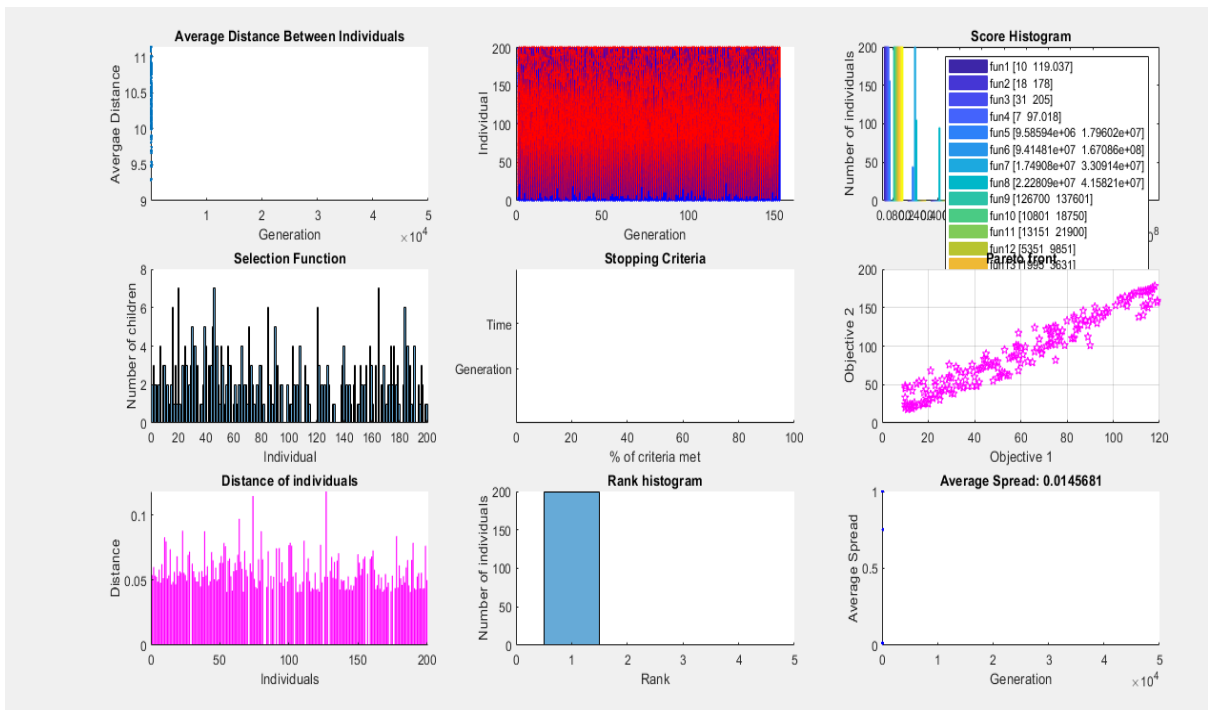 Average Distance Between Individuals
11
10.5
10
9.5
9
Avergae Distance
1 2 3 4 5
Generation
×10⁴
200
150
100
50
0
Individual
0 50 100 150
Generation
Score Histogram
200
150
100
50
0
Number of individuals
fun1 [10 119.037]
fun2 [18 178]
fun3 [31 205]
fun4 [7 97.018]
fun5 [9.58594e+06 1.79602e+07]
fun6 [9.41481e+07 1.67086e+08]
fun7 [1.74908e+07 3.30914e+07]
fun8 [2.22809e+07 4.15821e+07]
fun9 [126700 137601]
fun10 [10801 18750]
fun11 [13151 21900]
fun12 [5351 9851]
fun13 [1995 3631]
Selection Function
8
6
4
2
0
Number of children
0 20 40 60 80 100 120 140 160 180 200
Individual
Stopping Criteria
Time
Generation
0 20 40 60 80 100
% of criteria met
Pareto front
200
150
100
50
0
Objective 2
0 20 40 60 80 100 120
Objective 1
Distance of individuals
0.1
0.05
0
Distance
0 50 100 150 200
Individuals
Rank histogram
200
150
100
50
0
Number of individuals
0 1 2 3 4 5
Rank
Average Spread: 0.0145681
1
0.5
0
Average Spread
0 1 2 3 4 5
Generation
×10⁴